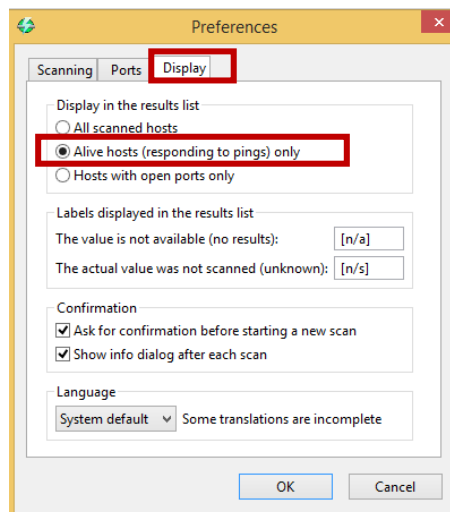 Preferences
Scanning Ports Display
Display in the results list
All scanned hosts
Alive hosts (responding to pings) only
Hosts with open ports only
Labels displayed in the results list
The value is not available (no results): [n/a]
The actual value was not scanned (unknown): [n/s]
Confirmation
Ask for confirmation before starting a new scan
Show info dialog after each scan
Language
System default Some translations are incomplete
OK Cancel